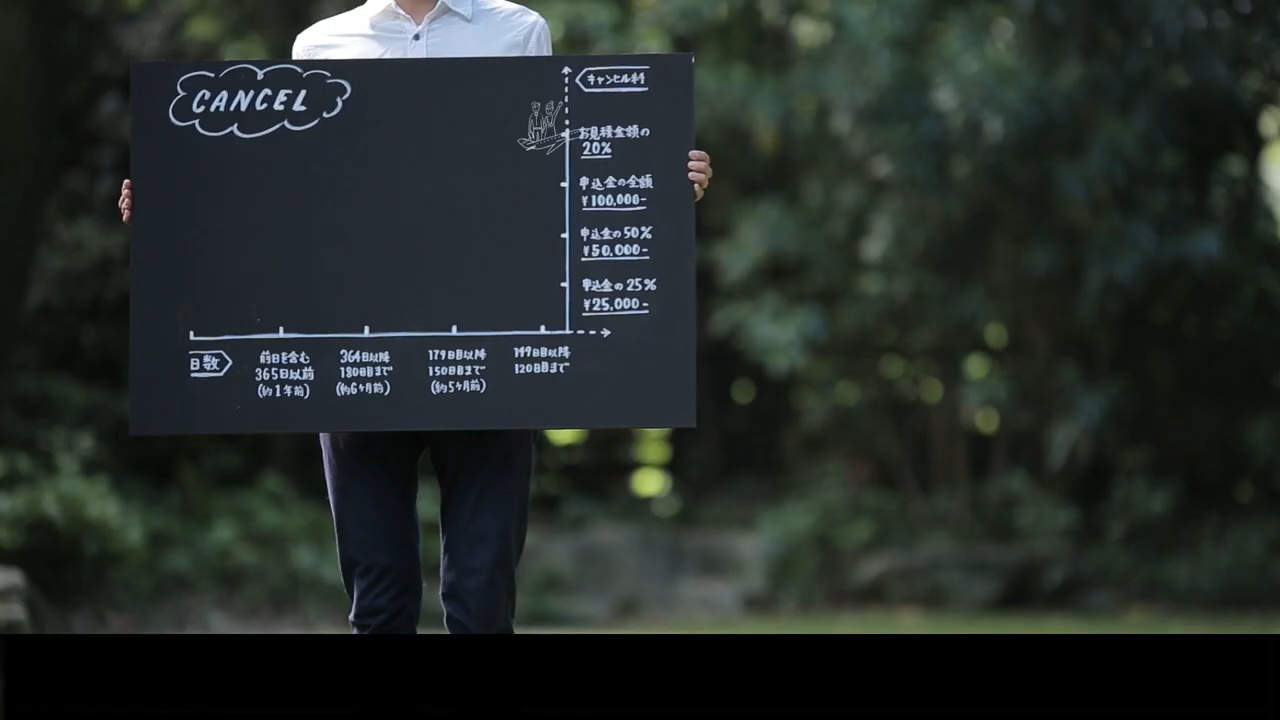 CANCEL
キャンセル料
お見積金額の
20%
申込金の全額
¥100,000-
申込金の50%
¥50,000-
申込金の25%
¥25,000-
日数
前日を含む
365日以前
(約1年前)
364日以降
180日目まで
(約6ヶ月前)
179日目以降
150日目まで
(約5ヶ月前)
149日目以降
120日目まで